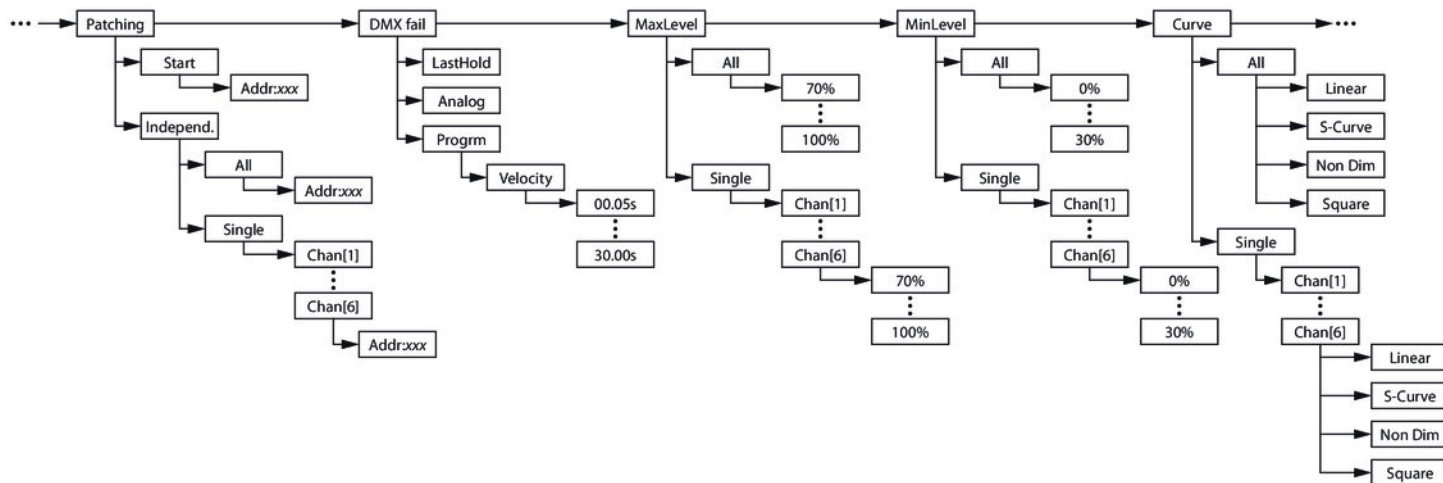 ••• Patching DMX fail MaxLevel MinLevel Curve •••
Start LastHold All All All
Addr:xxx 70% 0% Linear
Analog
Independ. Progrm 100% 30% S-Curve
All Non Dim
Addr:xxx Velocity Single Single
00.05s Chan[1] Chan[1] Square
Single
Chan[1] 30.00s Chan[6] Chan[6] Single
70% 0% Chan[1]
Chan[6]
Addr:xxx 100% 30% Chan[6]
Linear
S-Curve
Non Dim
Square